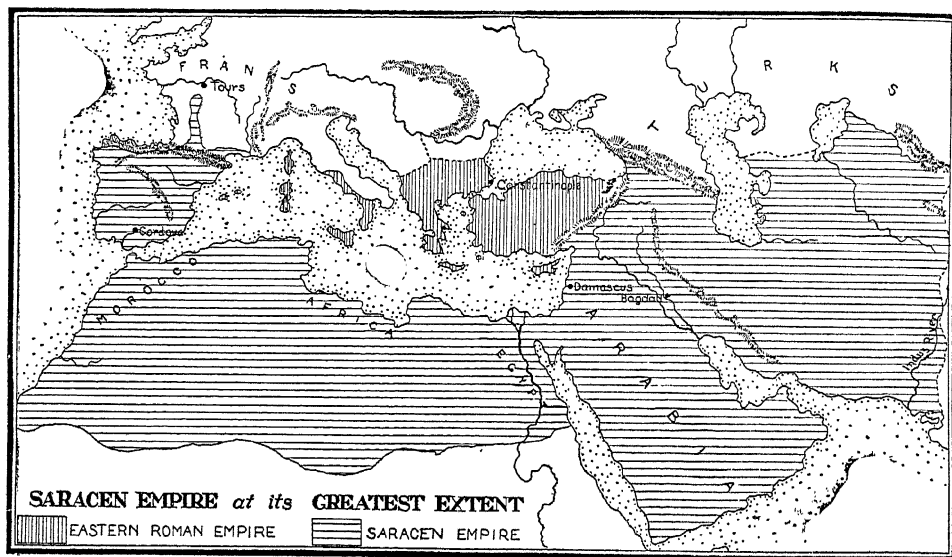 FRANKS
Tours
TURKS
Constantinople
Cordova
MOROCCO
AFRICA
Damascus
Bagdad
EGYPT
ARABIA
Indus River
SARACEN EMPIRE at its GREATEST EXTENT
EASTERN ROMAN EMPIRE
SARACEN EMPIRE